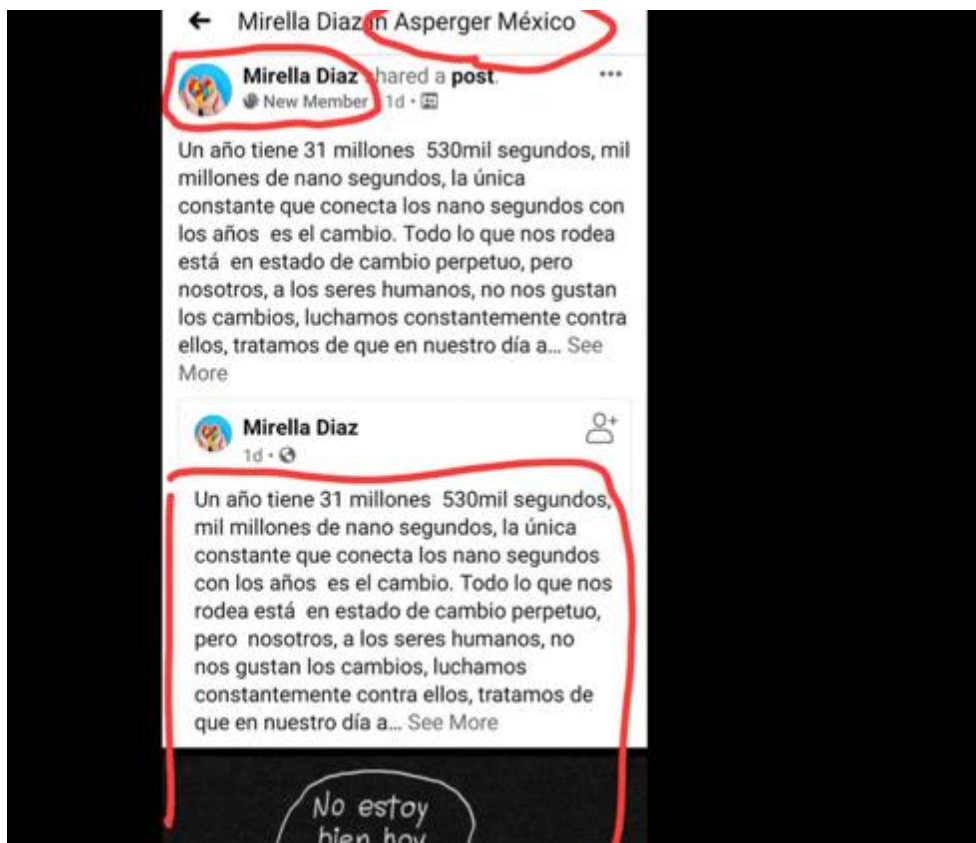 Mirella Diaz in Asperger México
Mirella Diaz shared a post.
New Member 1d •
Un año tiene 31 millones 530mil segundos, mil
millones de nano segundos, la única
constante que conecta los nano segundos con
los años es el cambio. Todo lo que nos rodea
está en estado de cambio perpetuo, pero
nosotros, a los seres humanos, no nos gustan
los cambios, luchamos constantemente contra
ellos, tratamos de que en nuestro día a... See
More
Mirella Diaz
1d •
Un año tiene 31 millones 530mil segundos,
mil millones de nano segundos, la única
constante que conecta los nano segundos
con los años es el cambio. Todo lo que nos
rodea está en estado de cambio perpetuo,
pero nosotros, a los seres humanos, no
nos gustan los cambios, luchamos
constantemente contra ellos, tratamos de
que en nuestro día a... See More
No estoy
bien hoy